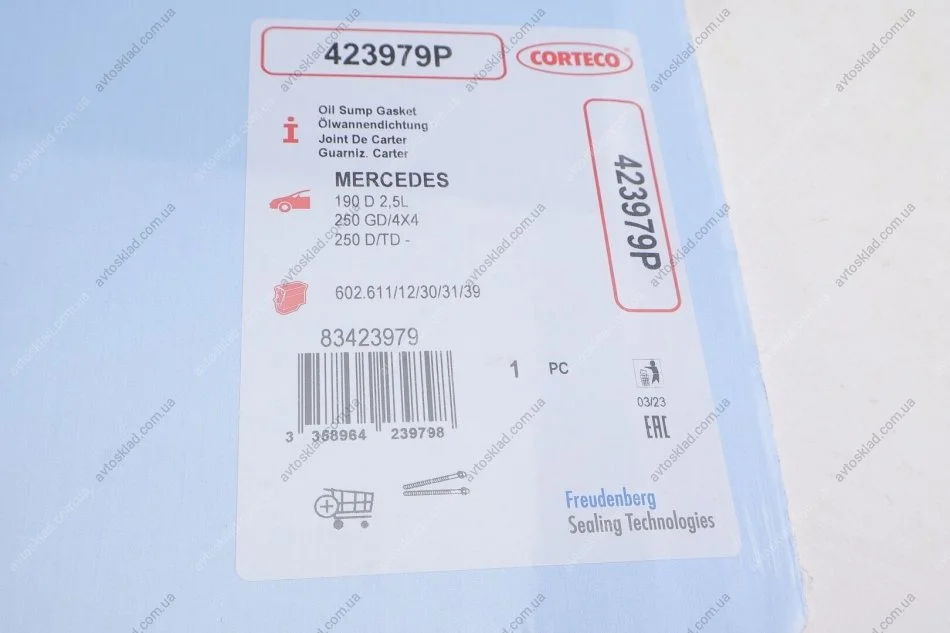 423979P
CORTECO
Oil Sump Gasket
Ölwannendichtung
Joint De Carter
Guarniz. Carter
MERCEDES
190 D 2,5L
250 GD/4X4
250 D/TD -
602.611/12/30/31/39
423979P
83423979
3 358964 239798
1 PC
03/23
EAC
Freudenberg
Sealing Technologies
avtosklad.com.ua